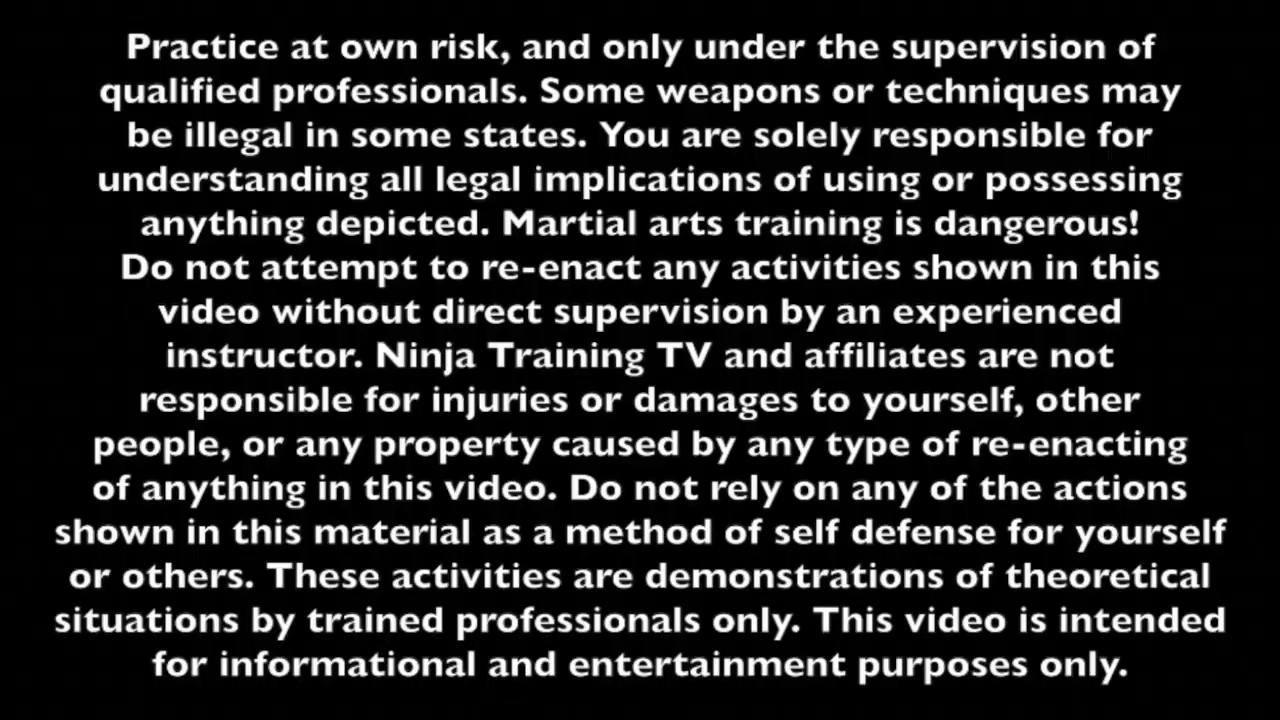 Practice at own risk, and only under the supervision of
qualified professionals. Some weapons or techniques may
be illegal in some states. You are solely responsible for
understanding all legal implications of using or possessing
anything depicted. Martial arts training is dangerous!
Do not attempt to re-enact any activities shown in this
video without direct supervision by an experienced
instructor. Ninja Training TV and affiliates are not
responsible for injuries or damages to yourself, other
people, or any property caused by any type of re-enacting
of anything in this video. Do not rely on any of the actions
shown in this material as a method of self defense for yourself
or others. These activities are demonstrations of theoretical
situations by trained professionals only. This video is intended
for informational and entertainment purposes only.